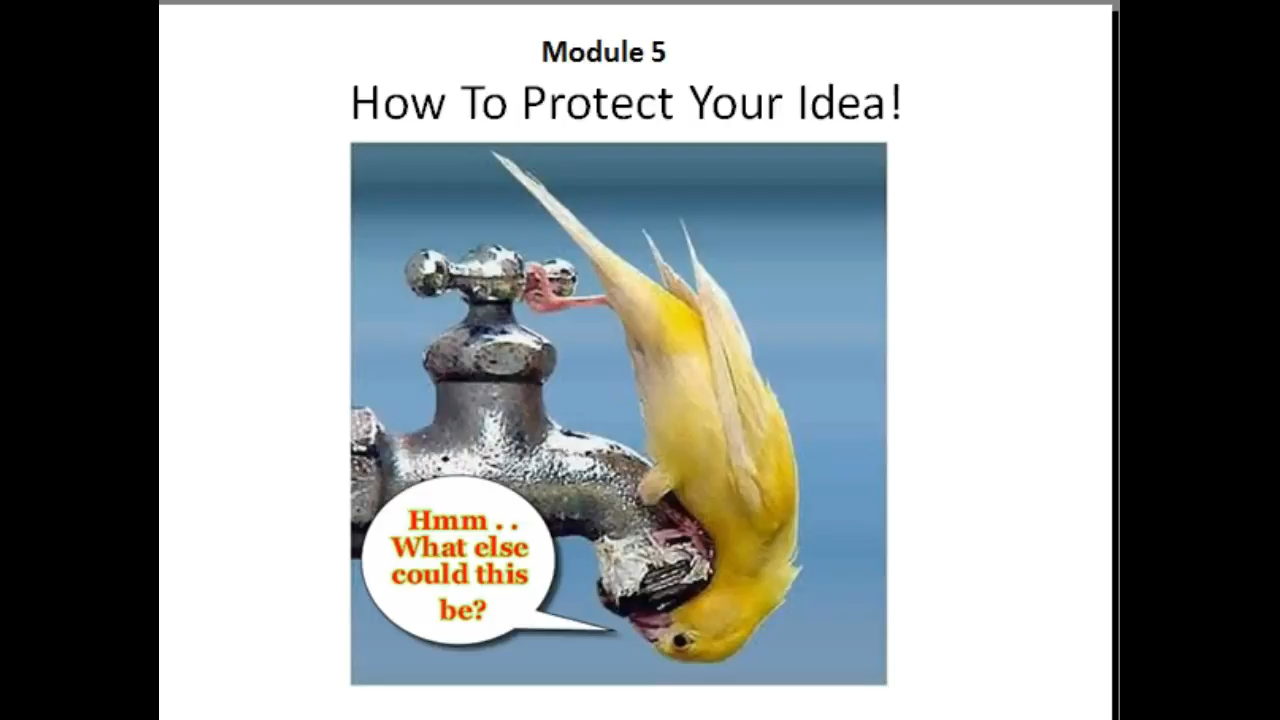 Module 5
How To Protect Your Idea!
Hmm . .
What else
could this
be?